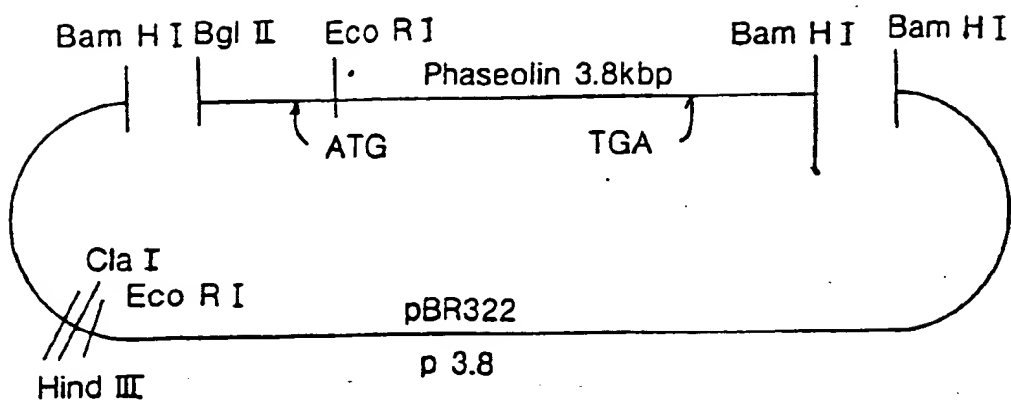 Bam H I Bgl II Eco R I Bam H I Bam H I
Phaseolin 3.8kbp
ATG TGA
Cla I
Eco R I
pBR322
Hind III
p 3.8